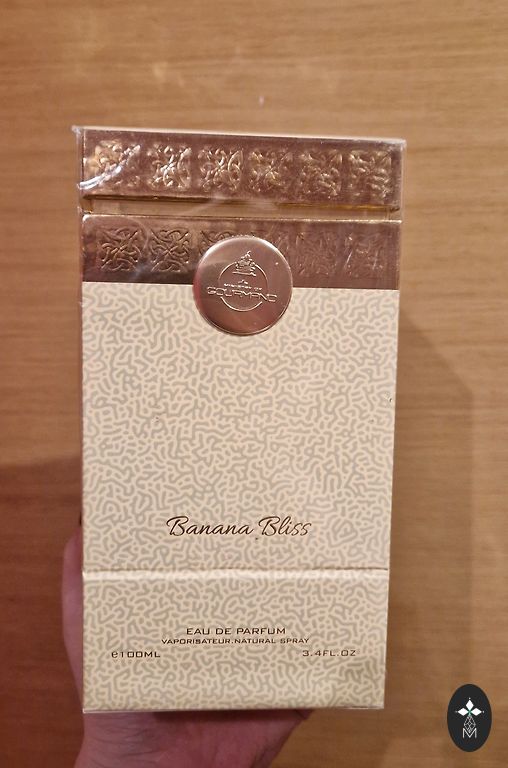 GOURMAND
Banana Bliss
EAU DE PARFUM
VAPORISATEUR.NATURAL SPRAY
e100ML 3.4FL.OZ
M